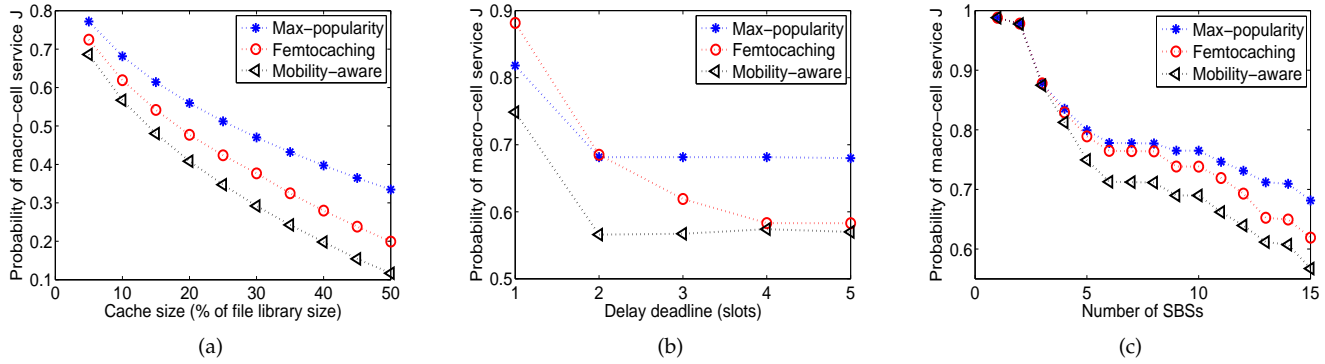 Probability of macro-cell service J
0.8
0.7
0.6
0.5
0.4
0.3
0.2
0.1
0
10
20
30
40
50
Cache size (% of file library size)
Max-popularity
Femtocaching
Mobility-aware
(a)
Probability of macro-cell service J
0.9
0.8
0.7
0.6
0.5
1
2
3
4
5
Delay deadline (slots)
Max-popularity
Femtocaching
Mobility-aware
(b)
Probability of macro-cell service J
1
0.9
0.8
0.7
0.6
0
5
10
15
Number of SBSs
Max-popularity
Femtocaching
Mobility-aware
(c)